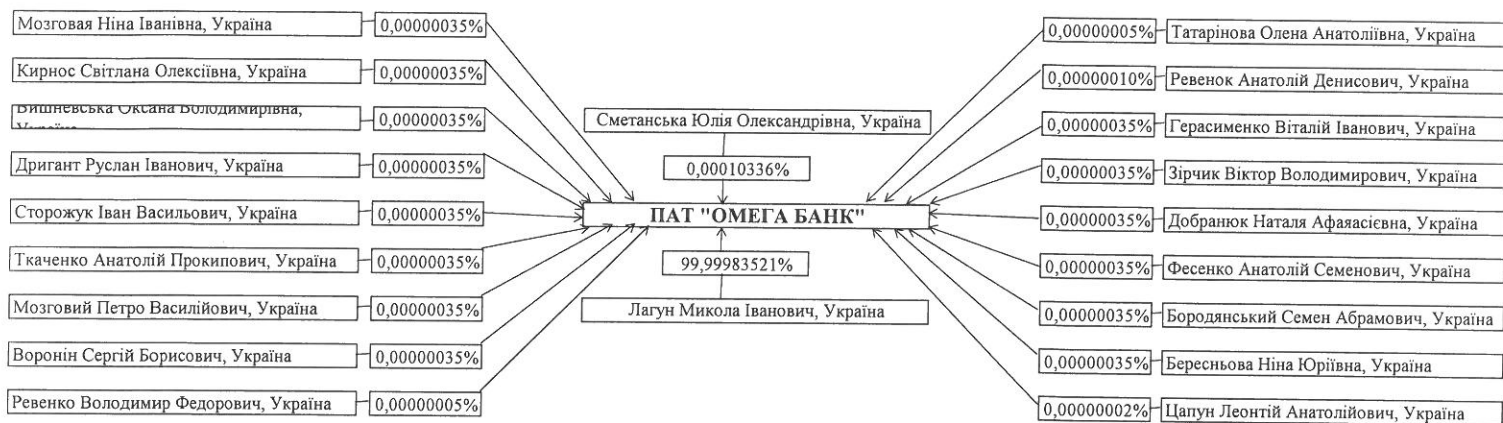 Мозговая Ніна Іванівна, Україна 0,00000035%
Кирнос Світлана Олексіївна, Україна 0,00000035%
Вишневська Оксана Володимирівна, 0,00000035%
Україна
Дригант Руслан Іванович, Україна 0,00000035%
Сторожук Іван Васильович, Україна 0,00000035%
Ткаченко Анатолій Прокипович, Україна 0,00000035%
Мозговий Петро Василійович, Україна 0,00000035%
Воронін Сергій Борисович, Україна 0,00000035%
Ревенко Володимир Федорович, Україна 0,00000005%
Сметанська Юлія Олександрівна, Україна
0,00010336%
ПАТ "ОМЕГА БАНК"
99,99983521%
Лагун Микола Іванович, Україна
0,00000005% Татарінова Олена Анатоліївна, Україна
0,00000010% Ревенок Анатолій Денисович, Україна
0,00000035% Герасименко Віталій Іванович, Україна
0,00000035% Зірчик Віктор Володимирович, Україна
0,00000035% Добранюк Наталя Афаяасієвна, Україна
0,00000035% Фесенко Анатолій Семенович, Україна
0,00000035% Бородянський Семен Абрамович, Україна
0,00000035% Бересньова Ніна Юріївна, Україна
0,00000002% Цапун Леонтій Анатолійович, Україна